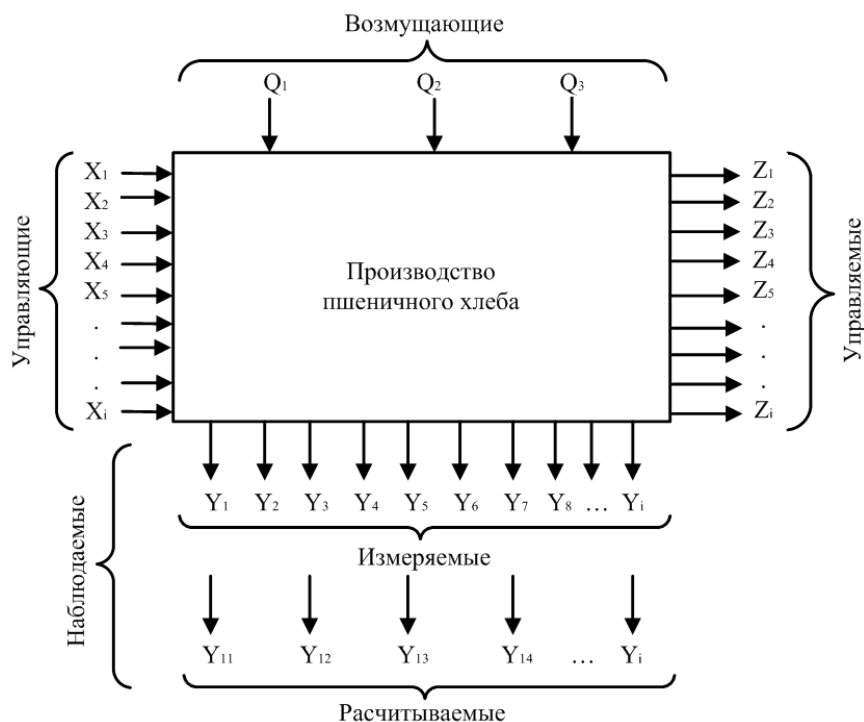 Возмущающие
Q1 Q2 Q3
Управляющие
X1
X2
X3
X4
X5
.
.
.
Xi
Производство
пшеничного хлеба
Z1
Z2
Z3
Z4
Z5
.
.
.
Zi
Управляемые
Наблюдаемые
Y1 Y2 Y3 Y4 Y5 Y6 Y7 Y8 ... Yi
Измеряемые
Y11 Y12 Y13 Y14 ... Yi
Расчитываемые